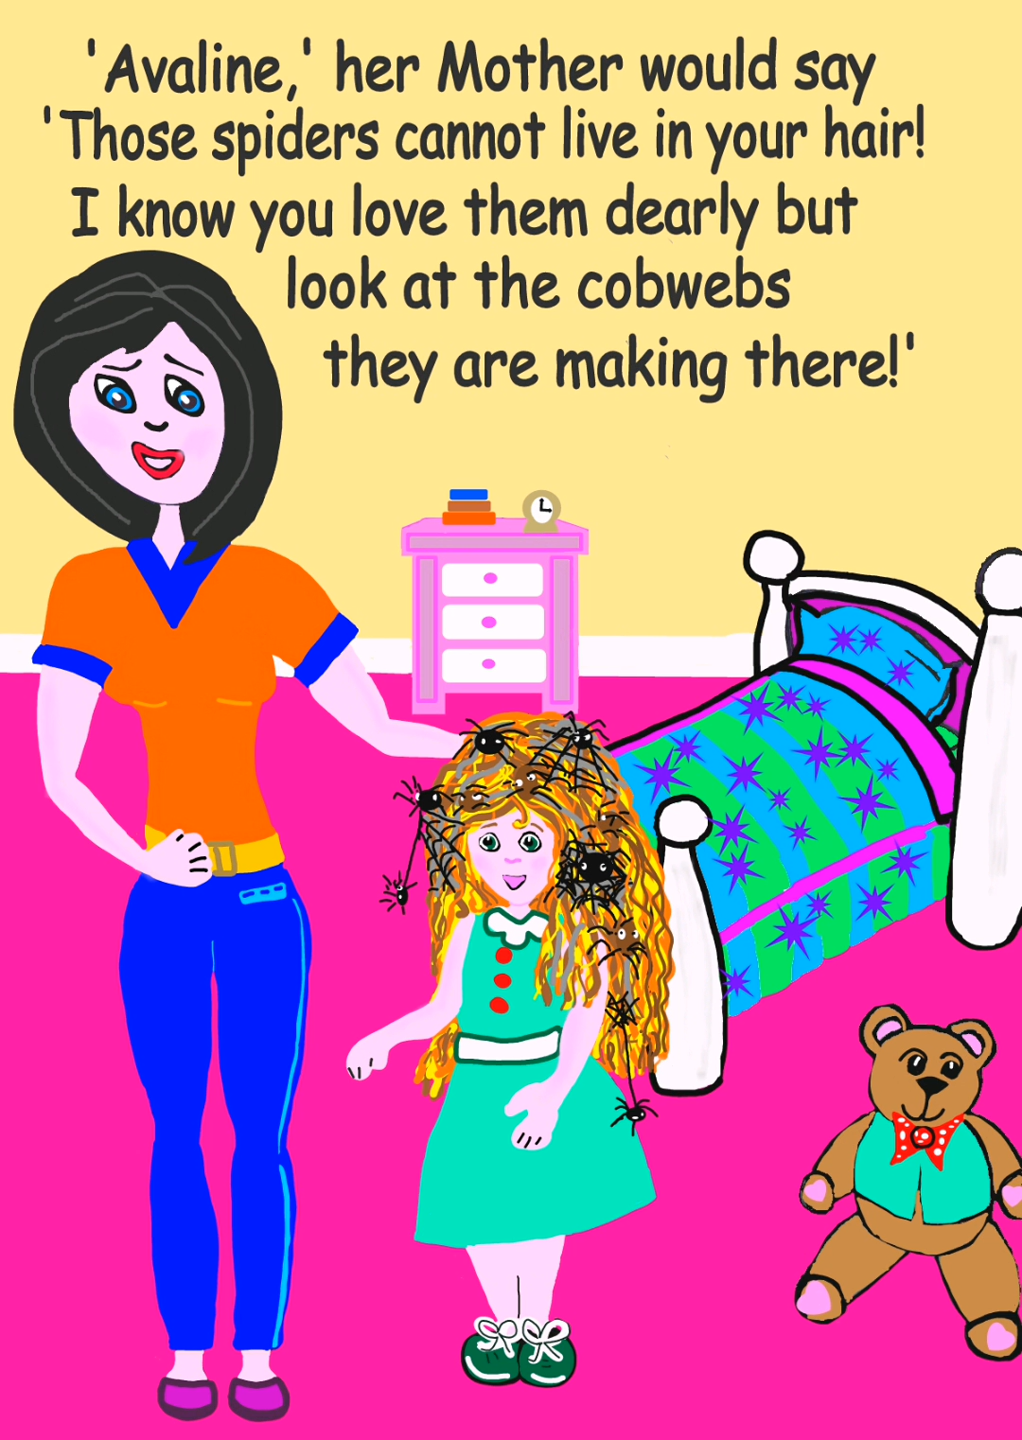 'Avaline,' her Mother would say
'Those spiders cannot live in your hair!
I know you love them dearly but
look at the cobwebs
they are making there!'